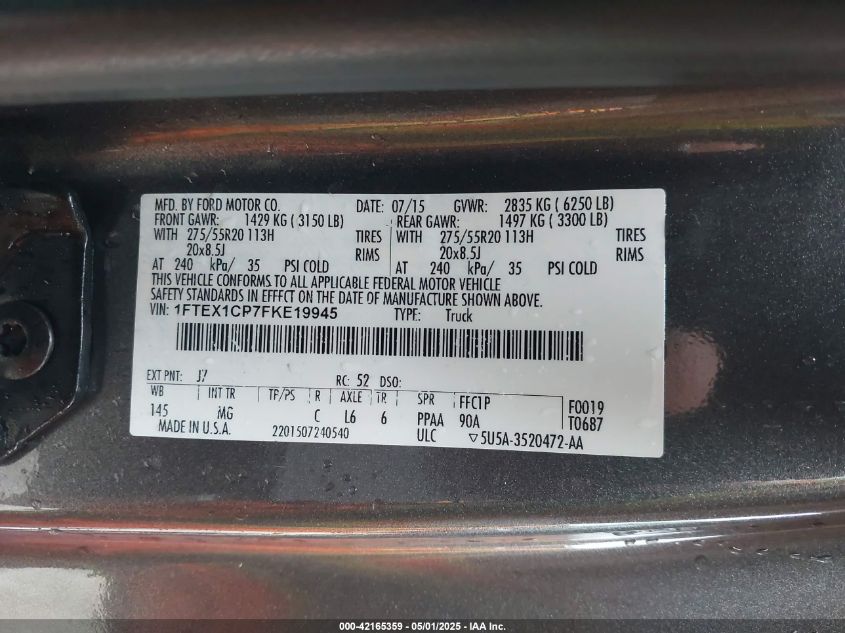 MFD. BY FORD MOTOR CO. DATE: 07/15 GVWR: 2835 KG ( 6250 LB)
FRONT GAWR: 1429 KG ( 3150 LB) REAR GAWR: 1497 KG ( 3300 LB)
WITH 275/55R20 113H TIRES WITH 275/55R20 113H TIRES
20x8.5J RIMS 20x8.5J RIMS
AT 240 kPa/ 35 PSI COLD AT 240 kPa/ 35 PSI COLD
THIS VEHICLE CONFORMS TO ALL APPLICABLE FEDERAL MOTOR VEHICLE
SAFETY STANDARDS IN EFFECT ON THE DATE OF MANUFACTURE SHOWN ABOVE.
VIN: 1FTEX1CP7FKE19945 TYPE: Truck
EXT PNT: J7 RC: 52 DSO:
WB INT TR TP/PS R AXLE TR SPR FFC1P F0019
145 MG C L6 6 PPAA 90A T0687
MADE IN U.S.A. 2201507240540 ULC ▽5U5A-3520472-AA
000-42165359 - 05/01/2025 - IAA Inc.